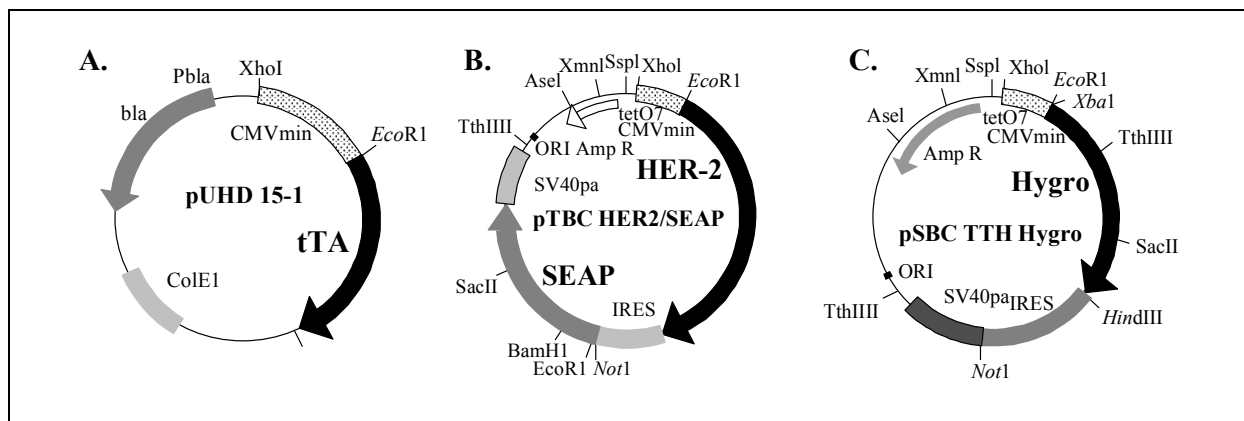 A.
Pbla
XhoI
bla
CMVmin
EcoR1
pUHD 15-1
tTA
ColE1
B.
XmnI
SspI
XhoI
AseI
EcoR1
tetO7
CMVmin
TthIIII
ORI Amp R
HER-2
SV40pa
pTBC HER2/SEAP
SEAP
SacII
IRES
BamH1
EcoR1
Not1
C.
SspI
XhoI
XmnI
EcoR1
Xba1
AseI
tetO7
CMVmin
TthIIII
Amp R
Hygro
pSBC TTH Hygro
SacII
ORI
SV40pa
IRES
TthIIII
HindIII
Not1